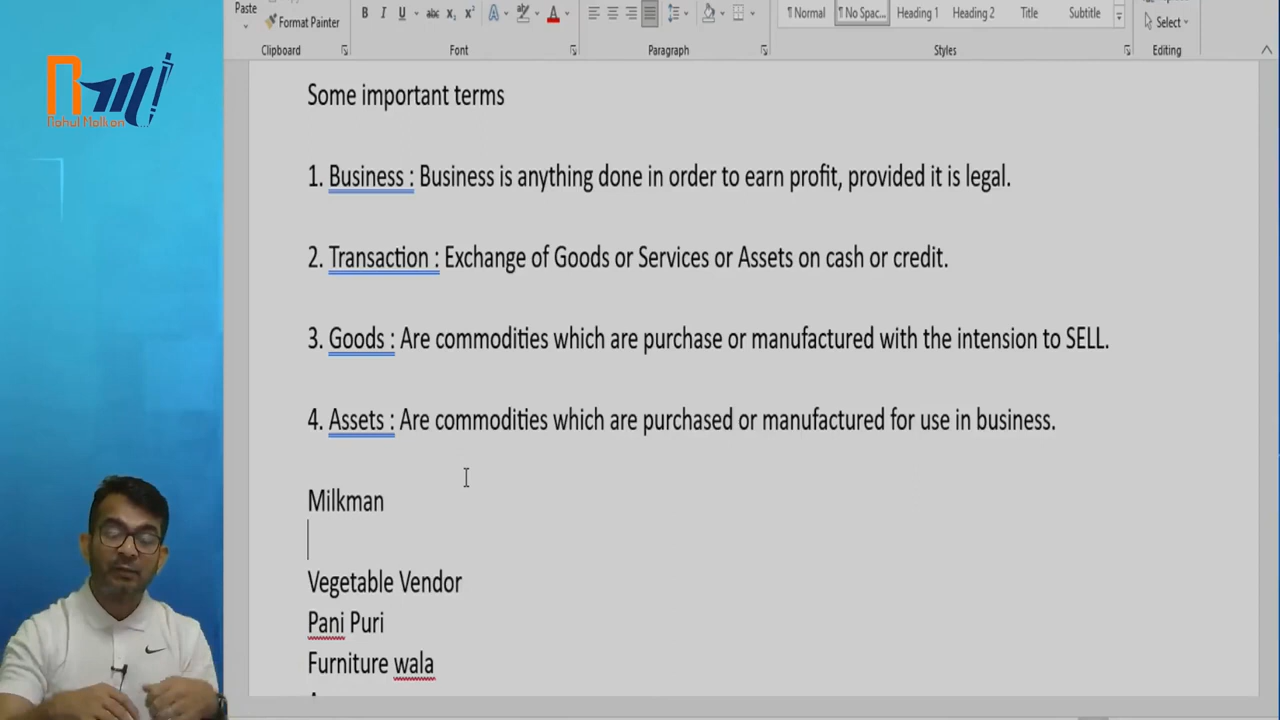 Paste
Format Painter
B I U abc x₂ x² A A
¶ Normal ¶ No Spac... Heading 1 Heading 2 Title Subtitle
Select
Clipboard Font Paragraph Styles Editing
Rahul Malkan
Some important terms
1. Business : Business is anything done in order to earn profit, provided it is legal.
2. Transaction : Exchange of Goods or Services or Assets on cash or credit.
3. Goods : Are commodities which are purchase or manufactured with the intension to SELL.
4. Assets : Are commodities which are purchased or manufactured for use in business.
Milkman
Vegetable Vendor
Pani Puri
Furniture wala